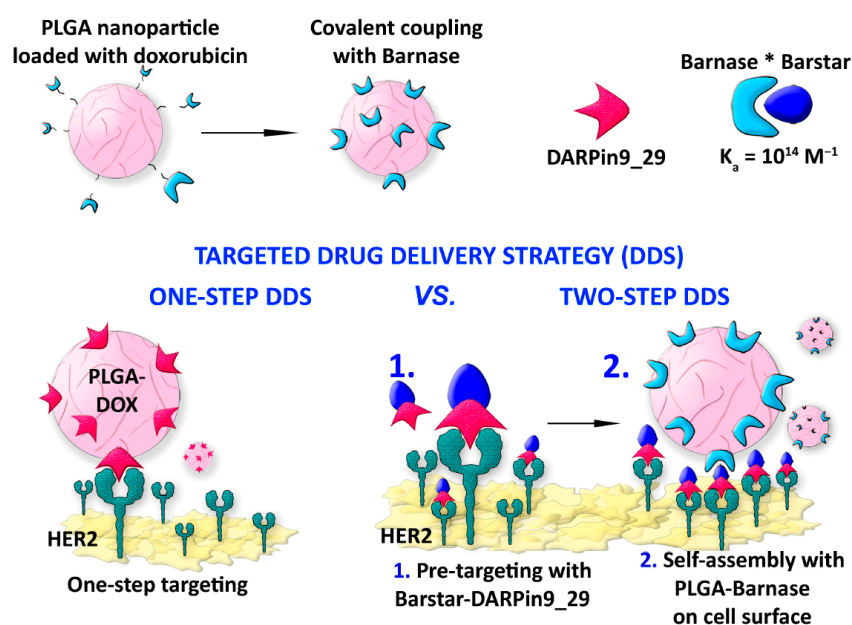 PLGA nanoparticle
loaded with doxorubicin
Covalent coupling
with Barnase
DARPin9_29
Barnase * Barstar
Kₐ = 10¹⁴ M⁻¹
TARGETED DRUG DELIVERY STRATEGY (DDS)
ONE-STEP DDS VS. TWO-STEP DDS
PLGA-
DOX
HER2
One-step targeting
1.
2.
HER2
1. Pre-targeting with
Barstar-DARPin9_29
2. Self-assembly with
PLGA-Barnase
on cell surface